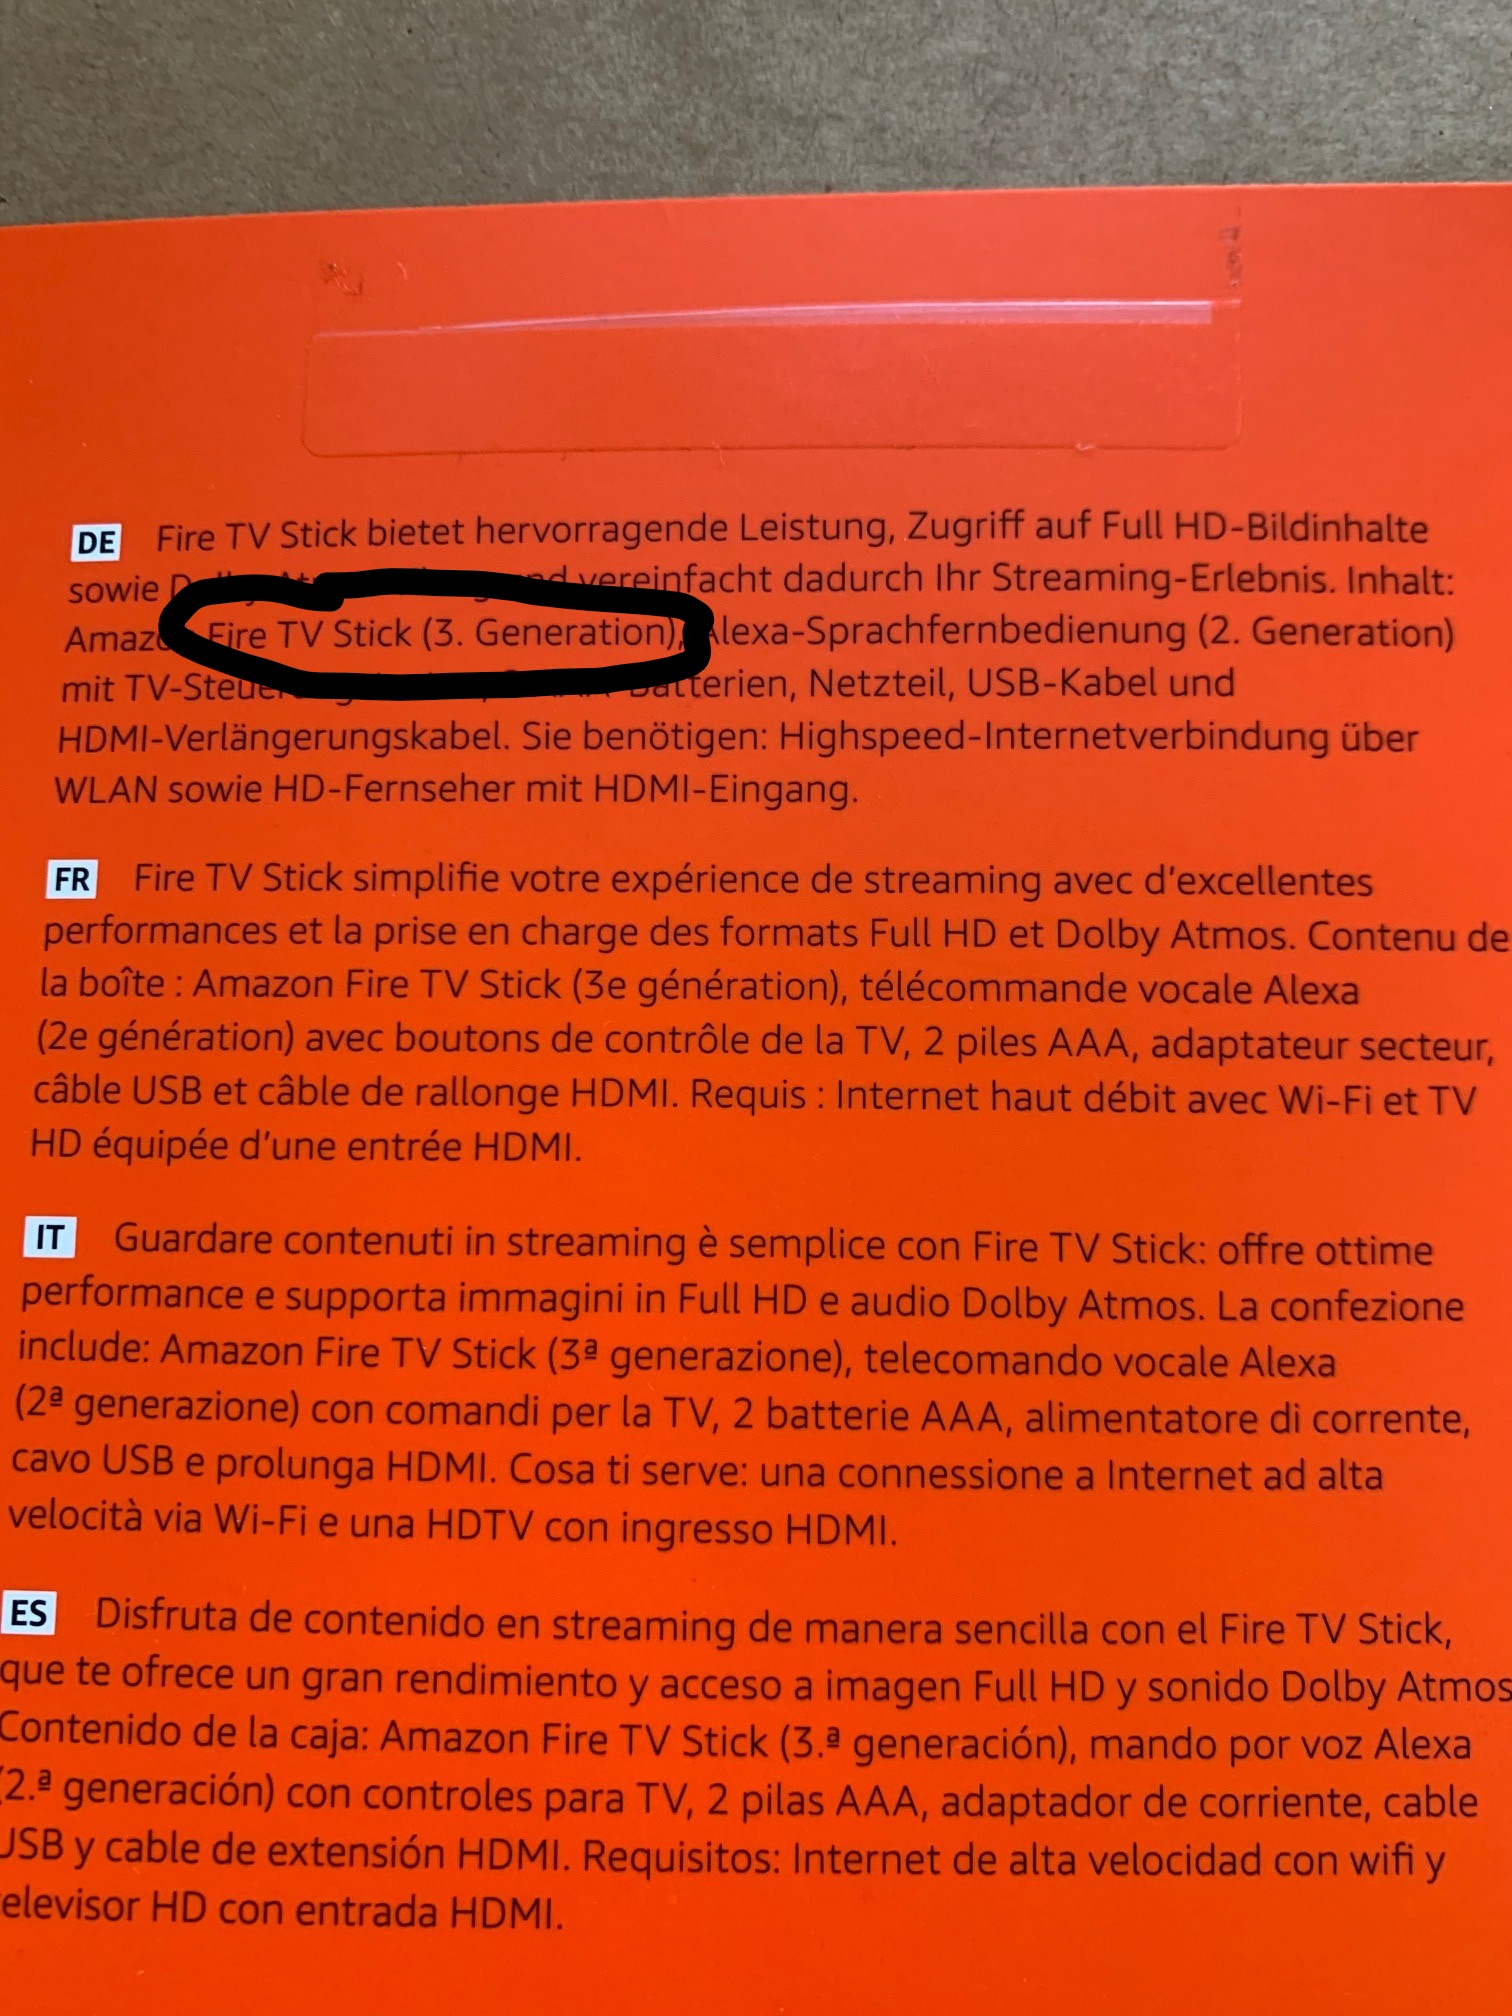 DE Fire TV Stick bietet hervorragende Leistung, Zugriff auf Full HD-Bildinhalte
sowie vereinfacht dadurch Ihr Streaming-Erlebnis. Inhalt:
Amazon Fire TV Stick (3. Generation), Alexa-Sprachfernbedienung (2. Generation)
mit Batterien, Netzteil, USB-Kabel und
HDMI-Verlängerungskabel. Sie benötigen: Highspeed-Internetverbindung über
WLAN sowie HD-Fernseher mit HDMI-Eingang.
FR Fire TV Stick simplifie votre expérience de streaming avec d'excellentes
performances et la prise en charge des formats Full HD et Dolby Atmos. Contenu de
la boîte : Amazon Fire TV Stick (3e génération), télécommande vocale Alexa
(2e génération) avec boutons de contrôle de la TV, 2 piles AAA, adaptateur secteur,
câble USB et câble de rallonge HDMI. Requis : Internet haut débit avec Wi-Fi et TV
HD équipée d'une entrée HDMI.
IT Guardare contenuti in streaming è semplice con Fire TV Stick: offre ottime
performance e supporta immagini in Full HD e audio Dolby Atmos. La confezione
include: Amazon Fire TV Stick (3ª generazione), telecomando vocale Alexa
(2ª generazione) con comandi per la TV, 2 batterie AAA, alimentatore di corrente,
cavo USB e prolunga HDMI. Cosa ti serve: una connessione a Internet ad alta
velocità via Wi-Fi e una HDTV con ingresso HDMI.
ES Disfruta de contenido en streaming de manera sencilla con el Fire TV Stick,
que te ofrece un gran rendimiento y acceso a imagen Full HD y sonido Dolby Atmos
Contenido de la caja: Amazon Fire TV Stick (3.ª generación), mando por voz Alexa
(2.ª generación) con controles para TV, 2 pilas AAA, adaptador de corriente, cable
USB y cable de extensión HDMI. Requisitos: Internet de alta velocidad con wifi y
elevisor HD con entrada HDMI.